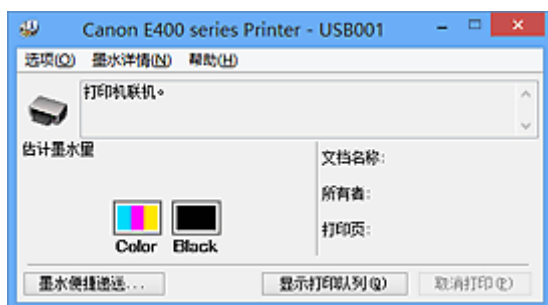 Canon E400 series Printer - USB001
选项(O) 墨水详情(N) 帮助(H)
打印机联机。
估计墨水量
文档名称:
所有者:
打印页:
Color Black
墨水便捷递送... 显示打印队列(Q) 取消打印(P)